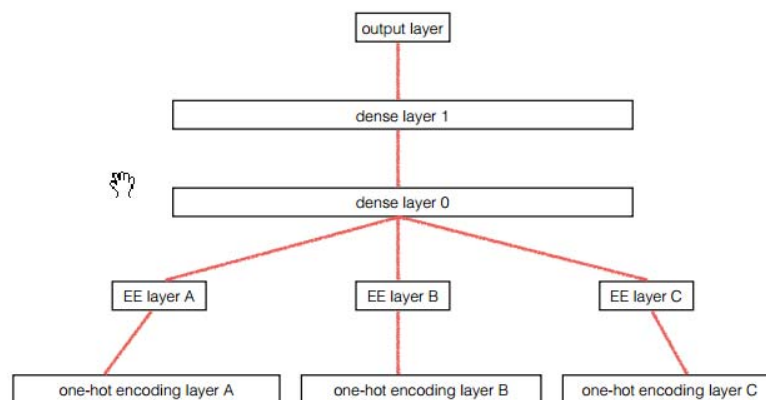 output layer
dense layer 1
dense layer 0
EE layer A
EE layer B
EE layer C
one-hot encoding layer A
one-hot encoding layer B
one-hot encoding layer C